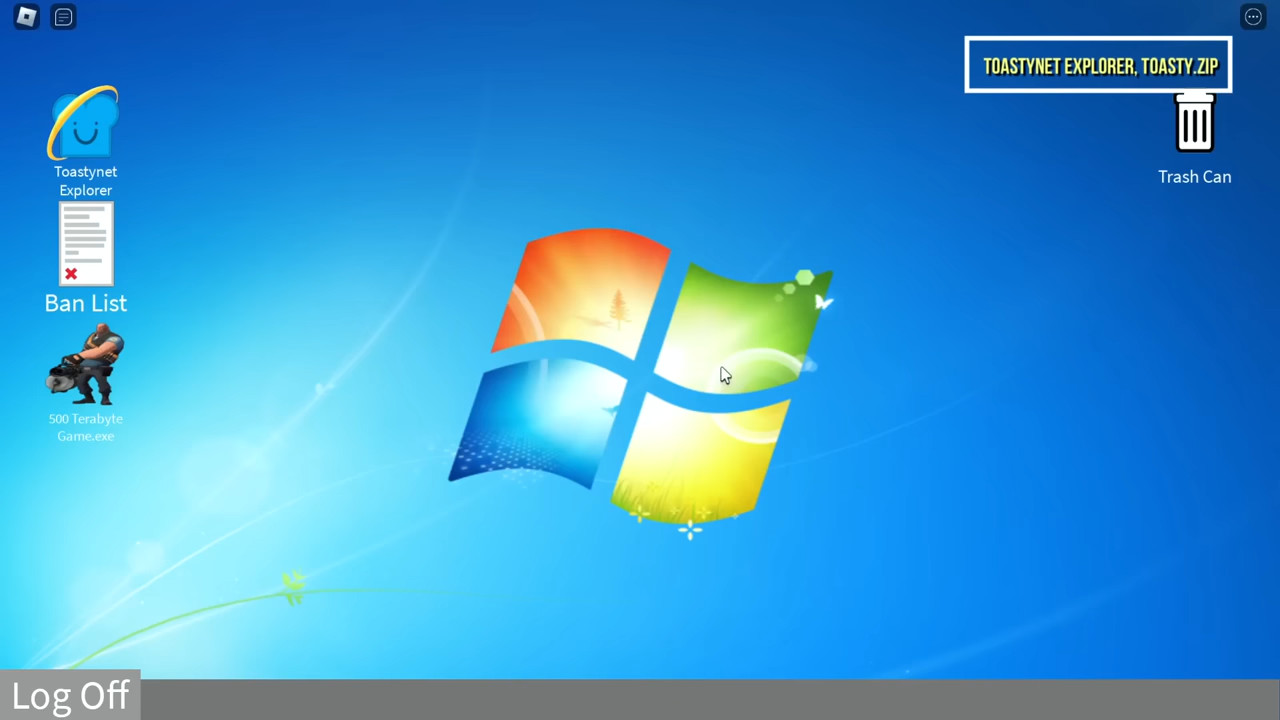 TOASTYNET EXPLORER, TOASTY.ZIP
Toastynet
Explorer
Trash Can
Ban List
500 Terabyte
Game.exe
Log Off